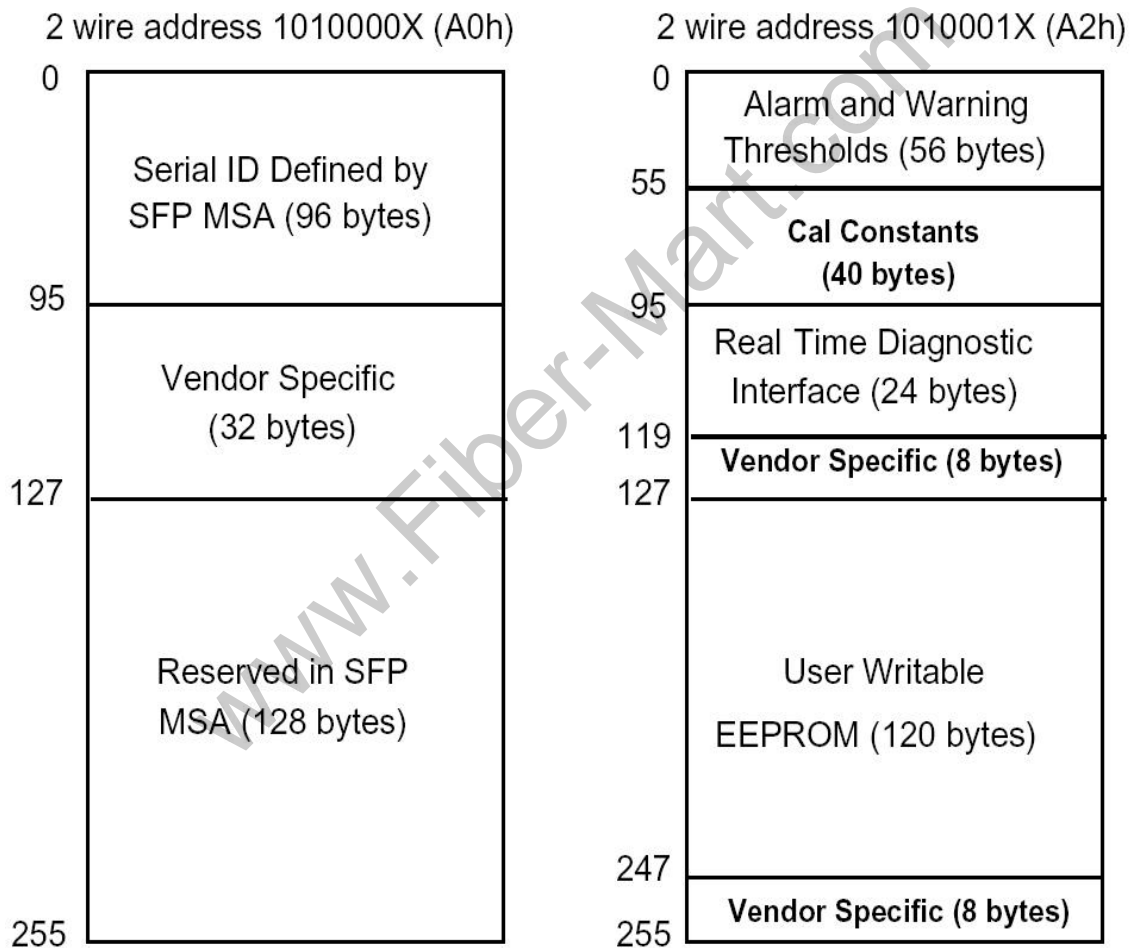 2 wire address 1010000X (A0h)
0
Serial ID Defined by
SFP MSA (96 bytes)
95
Vendor Specific
(32 bytes)
127
Reserved in SFP
MSA (128 bytes)
255
2 wire address 1010001X (A2h)
0
Alarm and Warning
Thresholds (56 bytes)
55
Cal Constants
(40 bytes)
95
Real Time Diagnostic
Interface (24 bytes)
119
Vendor Specific (8 bytes)
127
User Writable
EEPROM (120 bytes)
247
Vendor Specific (8 bytes)
255
www.Fiber-Mart.com